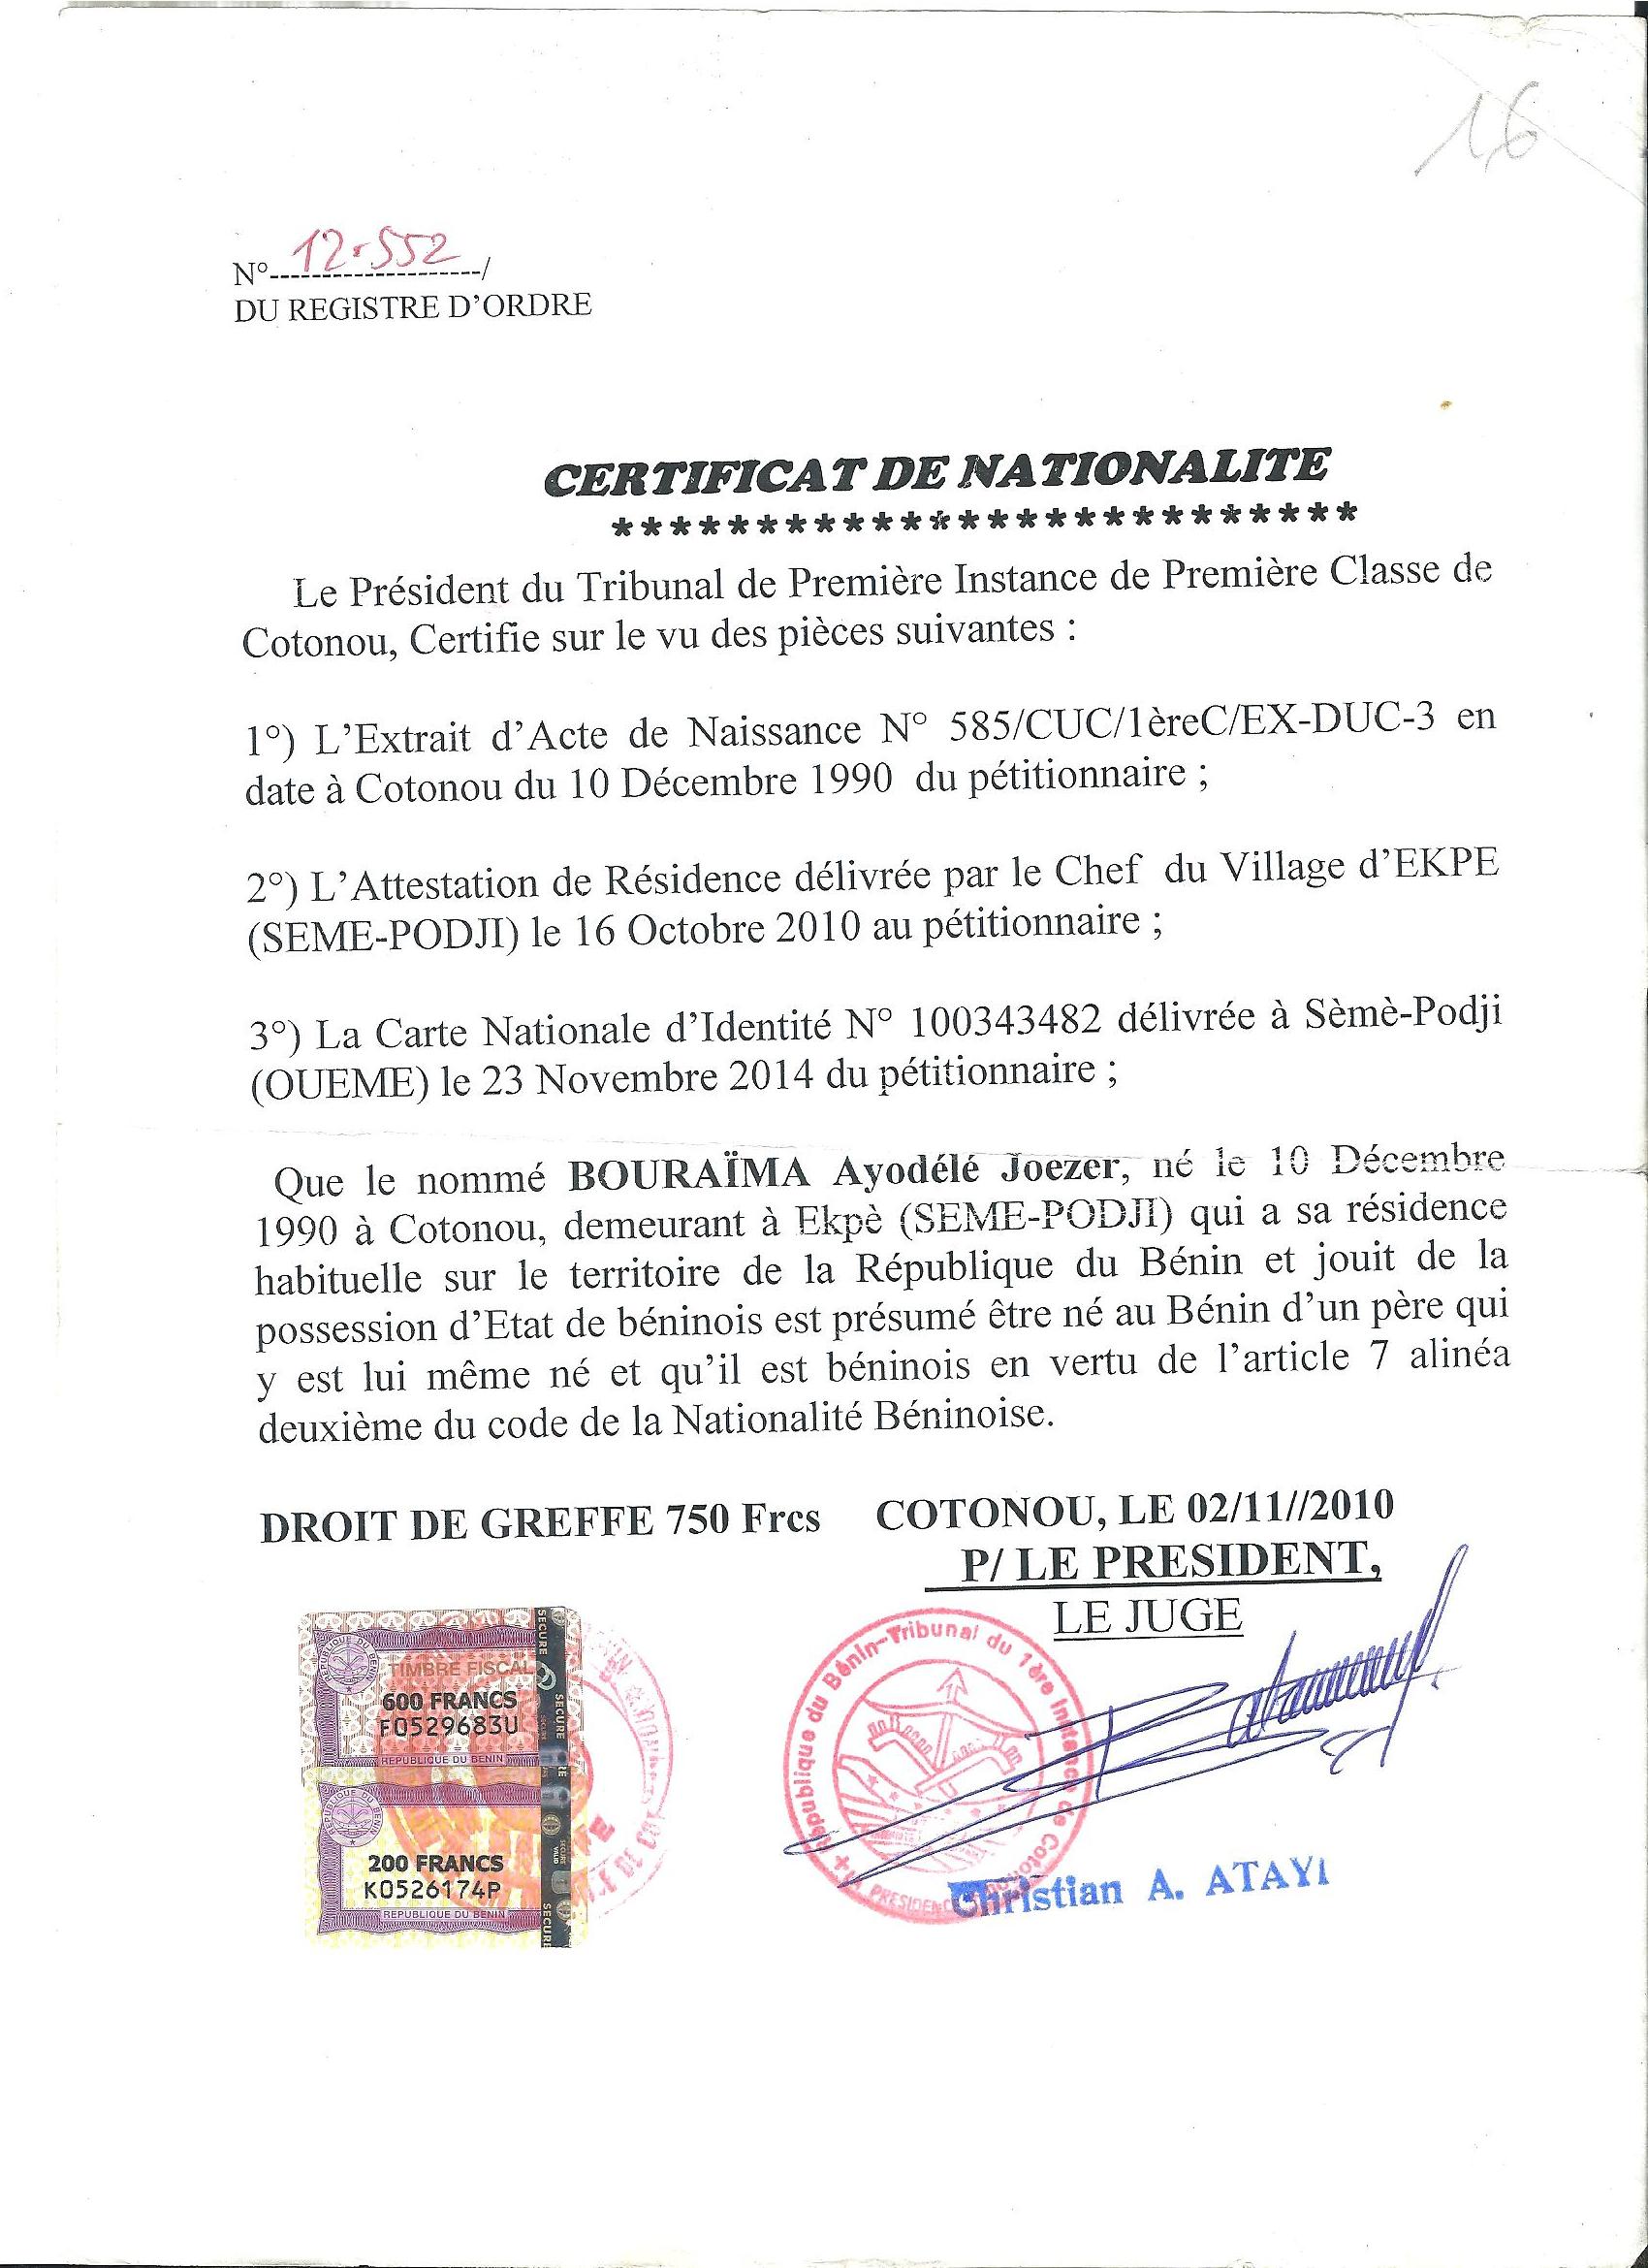 16
N° 12.552 /
DU REGISTRE D'ORDRE
CERTIFICAT DE NATIONALITE
**************************
Le Président du Tribunal de Première Instance de Première Classe de
Cotonou, Certifie sur le vu des pièces suivantes :
1°) L'Extrait d'Acte de Naissance N° 585/CUC/1èreC/EX-DUC-3 en
date à Cotonou du 10 Décembre 1990 du pétitionnaire ;
2°) L'Attestation de Résidence délivrée par le Chef du Village d'EKPE
(SEME-PODJI) le 16 Octobre 2010 au pétitionnaire ;
3°) La Carte Nationale d'Identité N° 100343482 délivrée à Sèmè-Podji
(OUEME) le 23 Novembre 2014 du pétitionnaire ;
Que le nommé BOURAÏMA Ayodélé Joezer, né le 10 Décembre
1990 à Cotonou, demeurant à Ekpè (SEME-PODJI) qui a sa résidence
habituelle sur le territoire de la République du Bénin et jouit de la
possession d'Etat de béninois est présumé être né au Bénin d'un père qui
y est lui même né et qu'il est béninois en vertu de l'article 7 alinéa
deuxième du code de la Nationalité Béninoise.
DROIT DE GREFFE 750 Frcs COTONOU, LE 02/11//2010
P/ LE PRESIDENT,
LE JUGE
République du Bénin-Tribunal du 1ère Instance de Cotonou
TIMBRE FISCAL
600 FRANCS
F0529683U
REPUBLIQUE DU BENIN
REPUBLIQUE DU BENIN
200 FRANCS
K0526174P
REPUBLIQUE DU BENIN
SECURE
Christian A. ATAYI